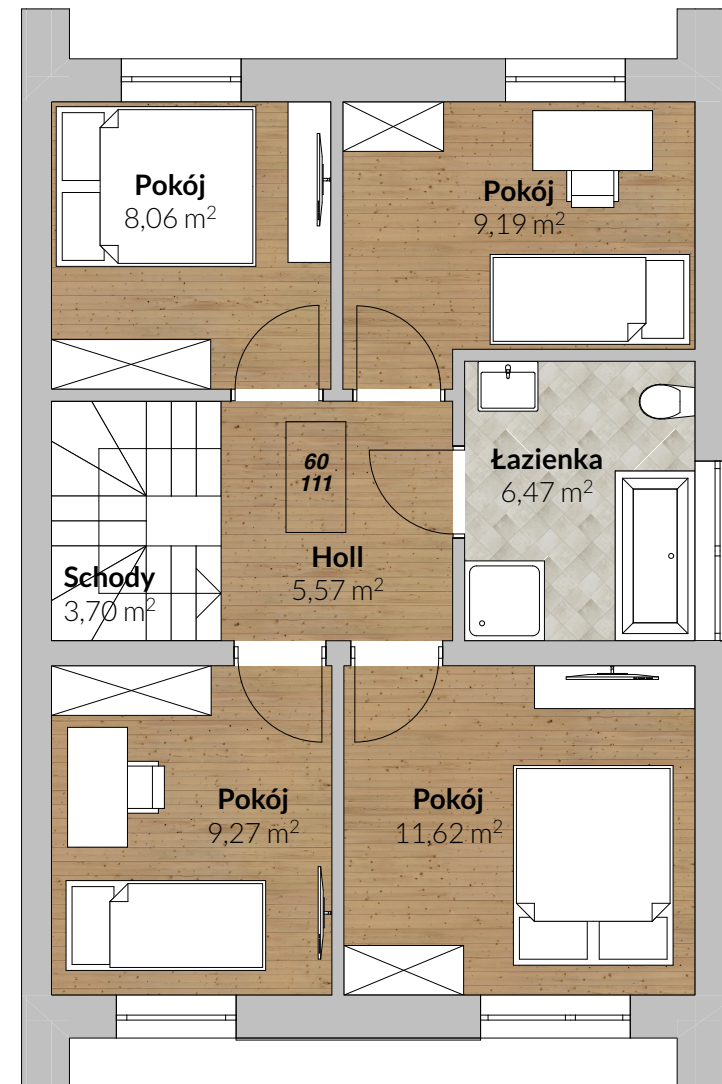 Pokój
8,06 m²
Pokój
9,19 m²
60
111
Łazienka
6,47 m²
Holl
5,57 m²
Schody
3,70 m²
Pokój
9,27 m²
Pokój
11,62 m²